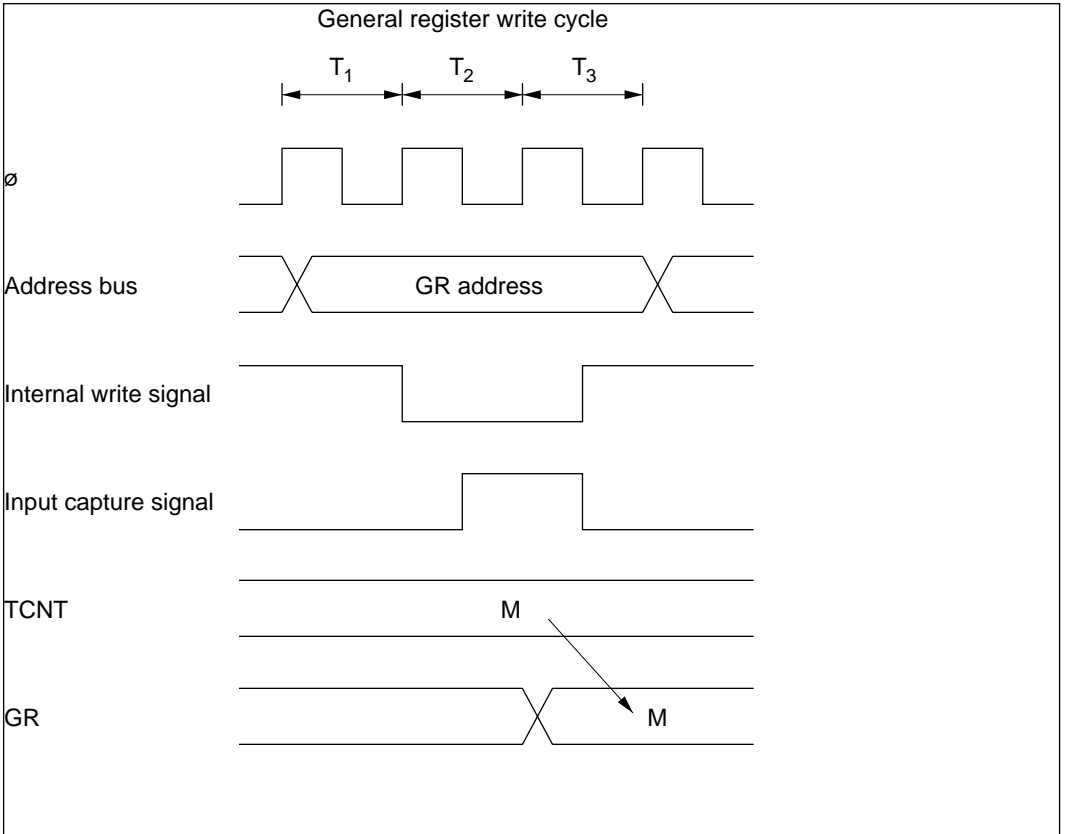 General register write cycle
T1 T2 T3
ø
Address bus GR address
Internal write signal
Input capture signal
TCNT M
GR M